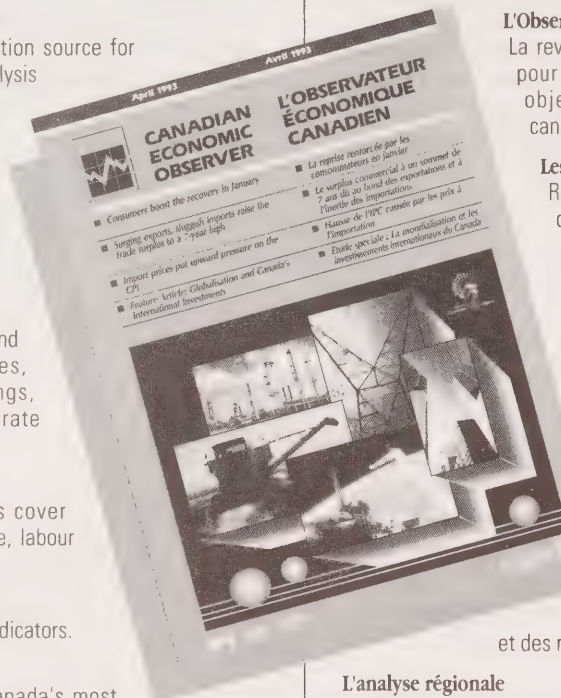 tion source for
lysis
nd
es,
ngs,
rate
s cover
e, labour
dicators.
anada's most
April 1993
Avril 1993
CANADIAN
ECONOMIC
OBSERVER
■ Consumers boost the recovery in January
■ Surging exports, sluggish imports raise the
trade surplus to a 7-year high
■ Import prices put upward pressure on the
CPI
■ Feature Article: Globalisation and Canada's
International Investments
L'OBSERVATEUR
ÉCONOMIQUE
CANADIEN
■ La reprise renforcée par les
consommateurs en janvier
■ Le surplus commercial à un sommet de
7 ans dû au bond des exportations et à
l'inertie des importations
■ Hausse de l'IPC causée par les prix à
l'importation
■ Étude spéciale : La mondialisation et les
investissements internationaux du Canada
L'Obser
La rev
pour
obje
can
Les
R
et des r
L'analyse régionale